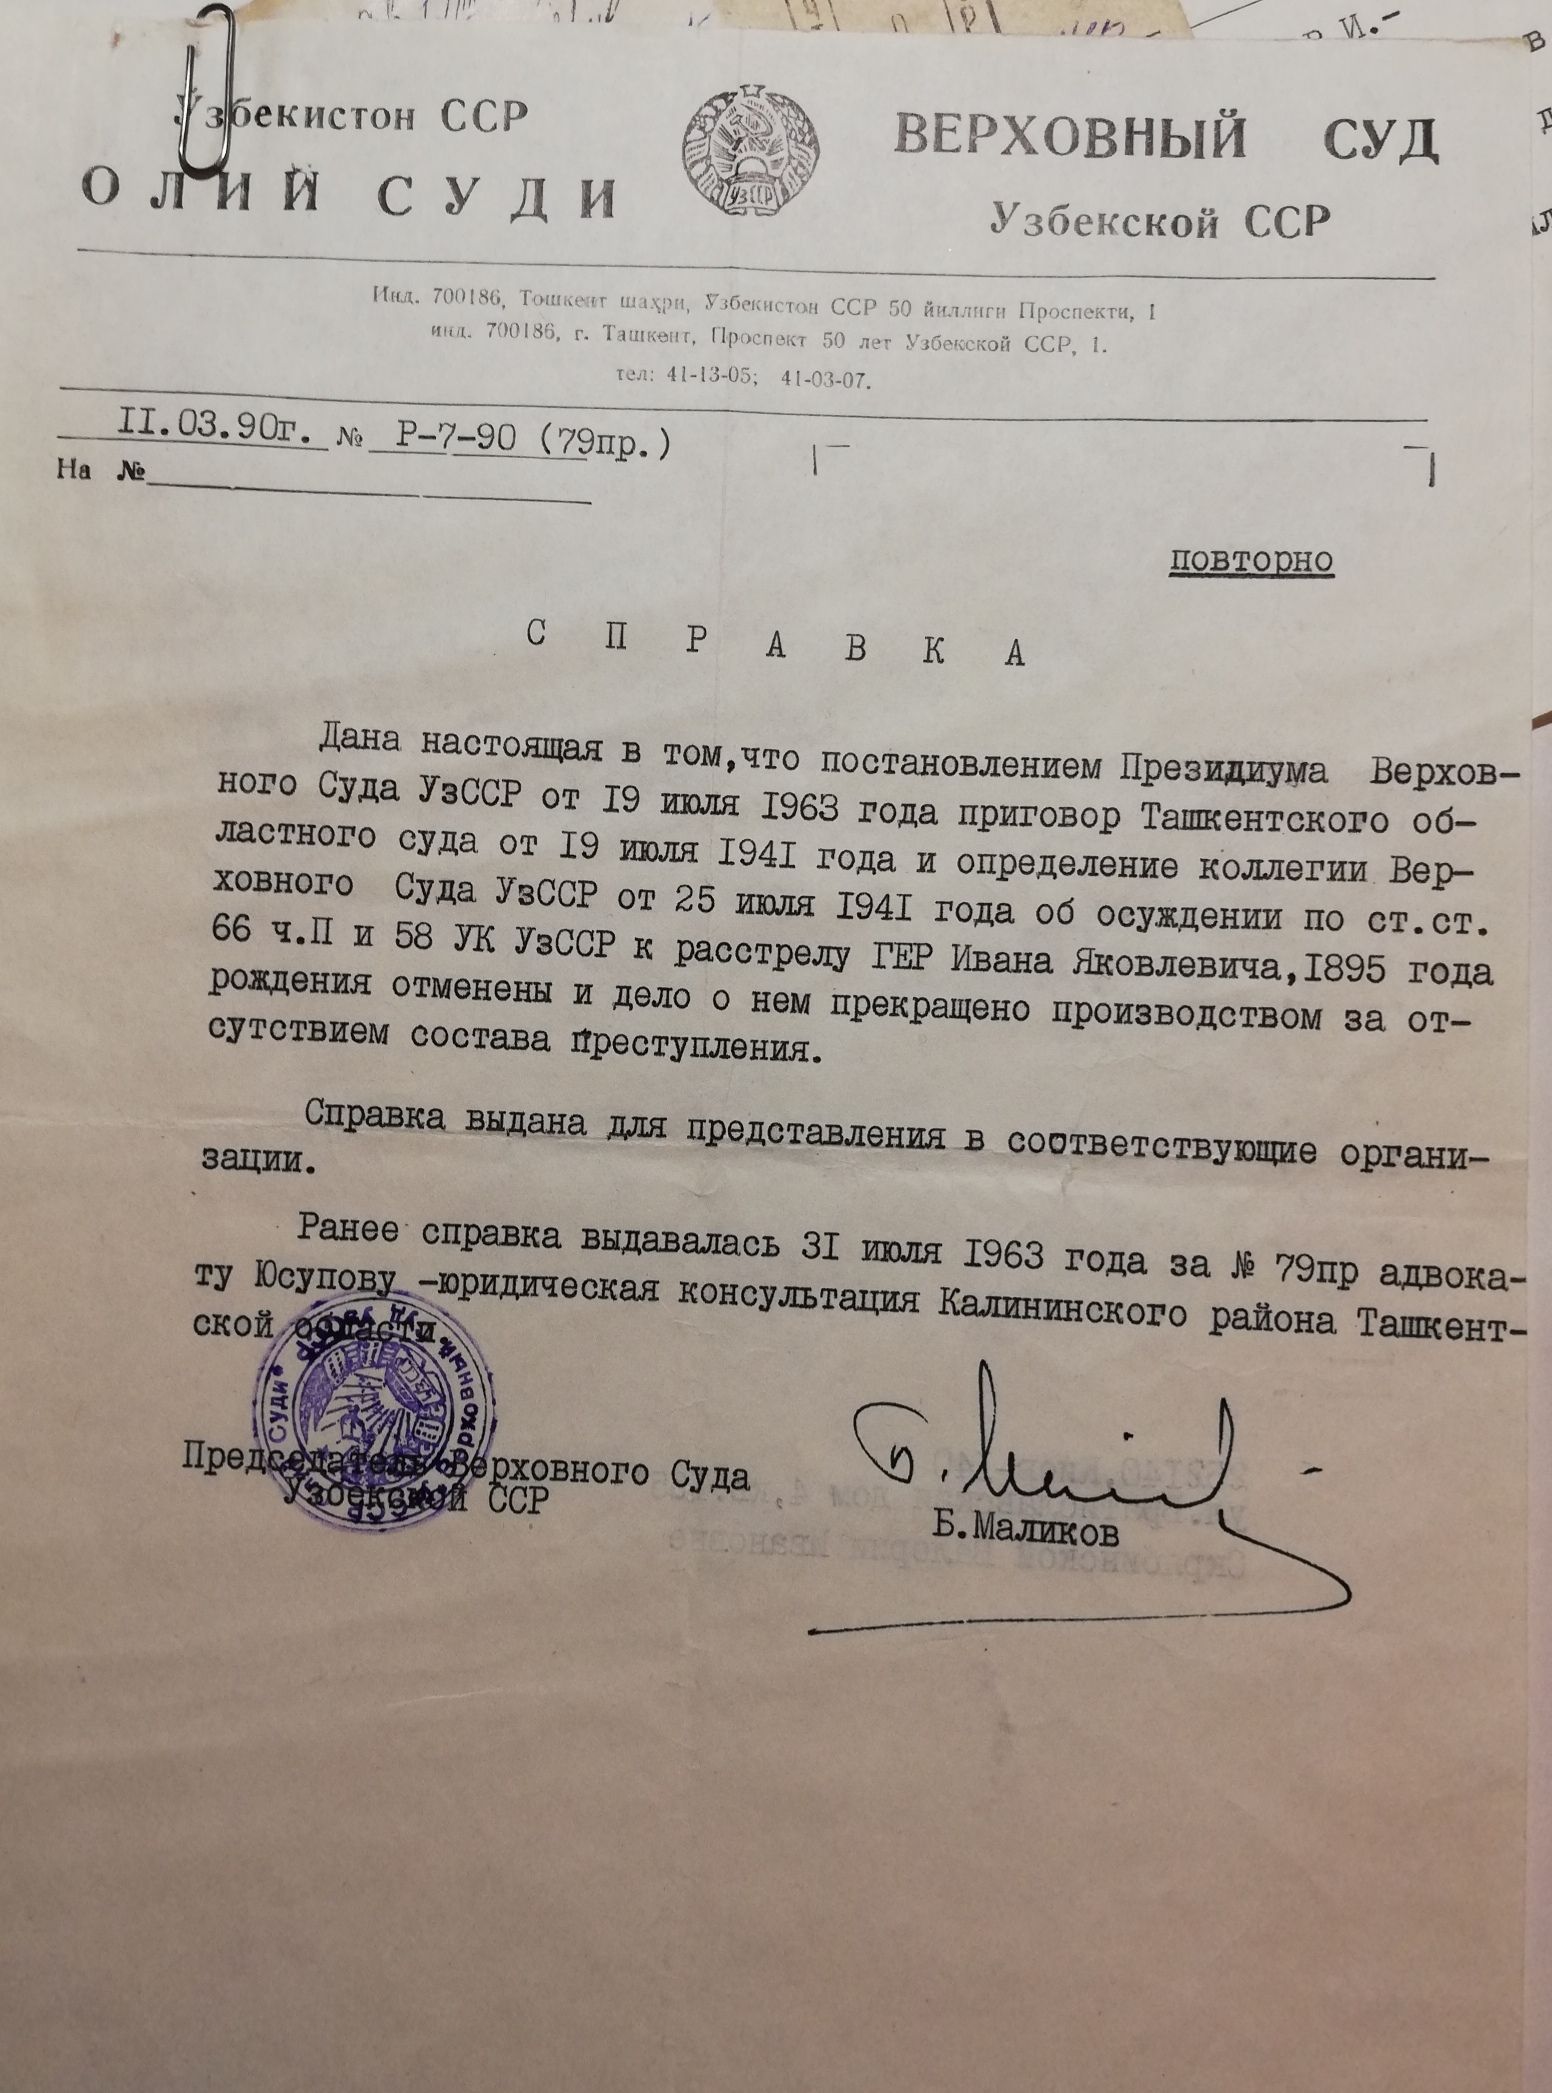 Узбекистон ССР
ОЛИЙ СУДИ
УзССР
ВЕРХОВНЫЙ СУД
Узбекской ССР
Инд. 700186, Тошкент шаҳри, Узбекистон ССР 50 йиллиги Проспекти, 1
инд. 700186, г. Ташкент, Проспект 50 лет Узбекской ССР, 1.
тел: 41-13-05; 41-03-07.
II.03.90г. № Р-7-90 (79пр.)
На №
повторно
С П Р А В К А
Дана настоящая в том,что постановлением Президиума Верхов-
ного Суда УзССР от I9 июля I963 года приговор Ташкентского об-
ластного суда от I9 июля I94I года и определение коллегии Вер-
ховного Суда УзССР от 25 июля I94I года об осуждении по ст.ст.
66 ч.П и 58 УК УзССР к расстрелу ГЕР Ивана Яковлевича,I895 года
рождения отменены и дело о нем прекращено производством за от-
сутствием состава преступления.
Справка выдана для представления в соответствующие органи-
зации.
Ранее справка выдавалась 3I июля I963 года за № 79пр адвока-
ту Юсупову -юридическая консультация Калининского района Ташкент-
ской области.
Председатель Верховного Суда
Узбекской ССР
Б.Маликов